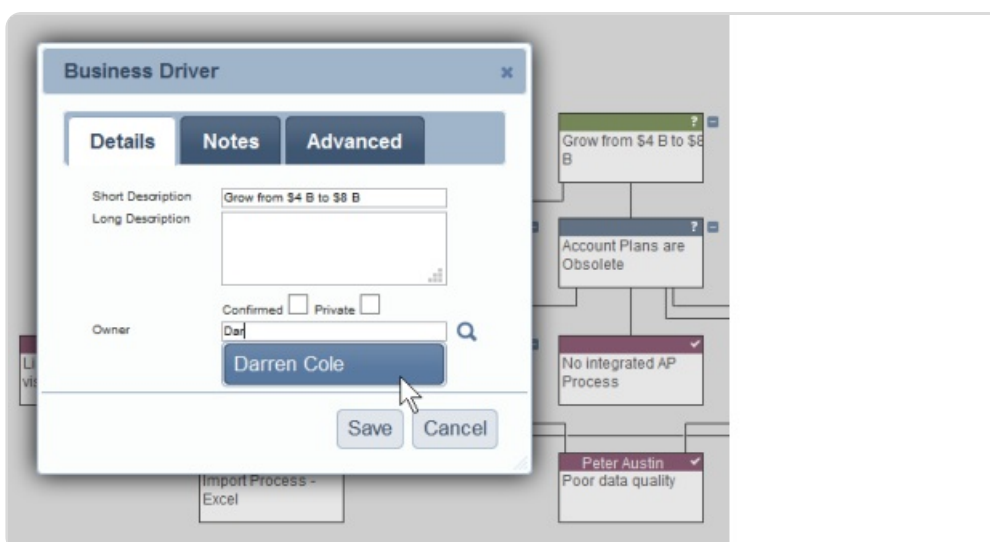 Business Driver
×
Details Notes Advanced
Short Description Grow from $4 B to $8 B
Long Description
Confirmed Private
Owner Dar
Darren Cole
Save Cancel
?
Grow from $4 B to $8
B
?
Account Plans are
Obsolete
No integrated AP
Process
Peter Austin
Poor data quality
Import Process -
Excel